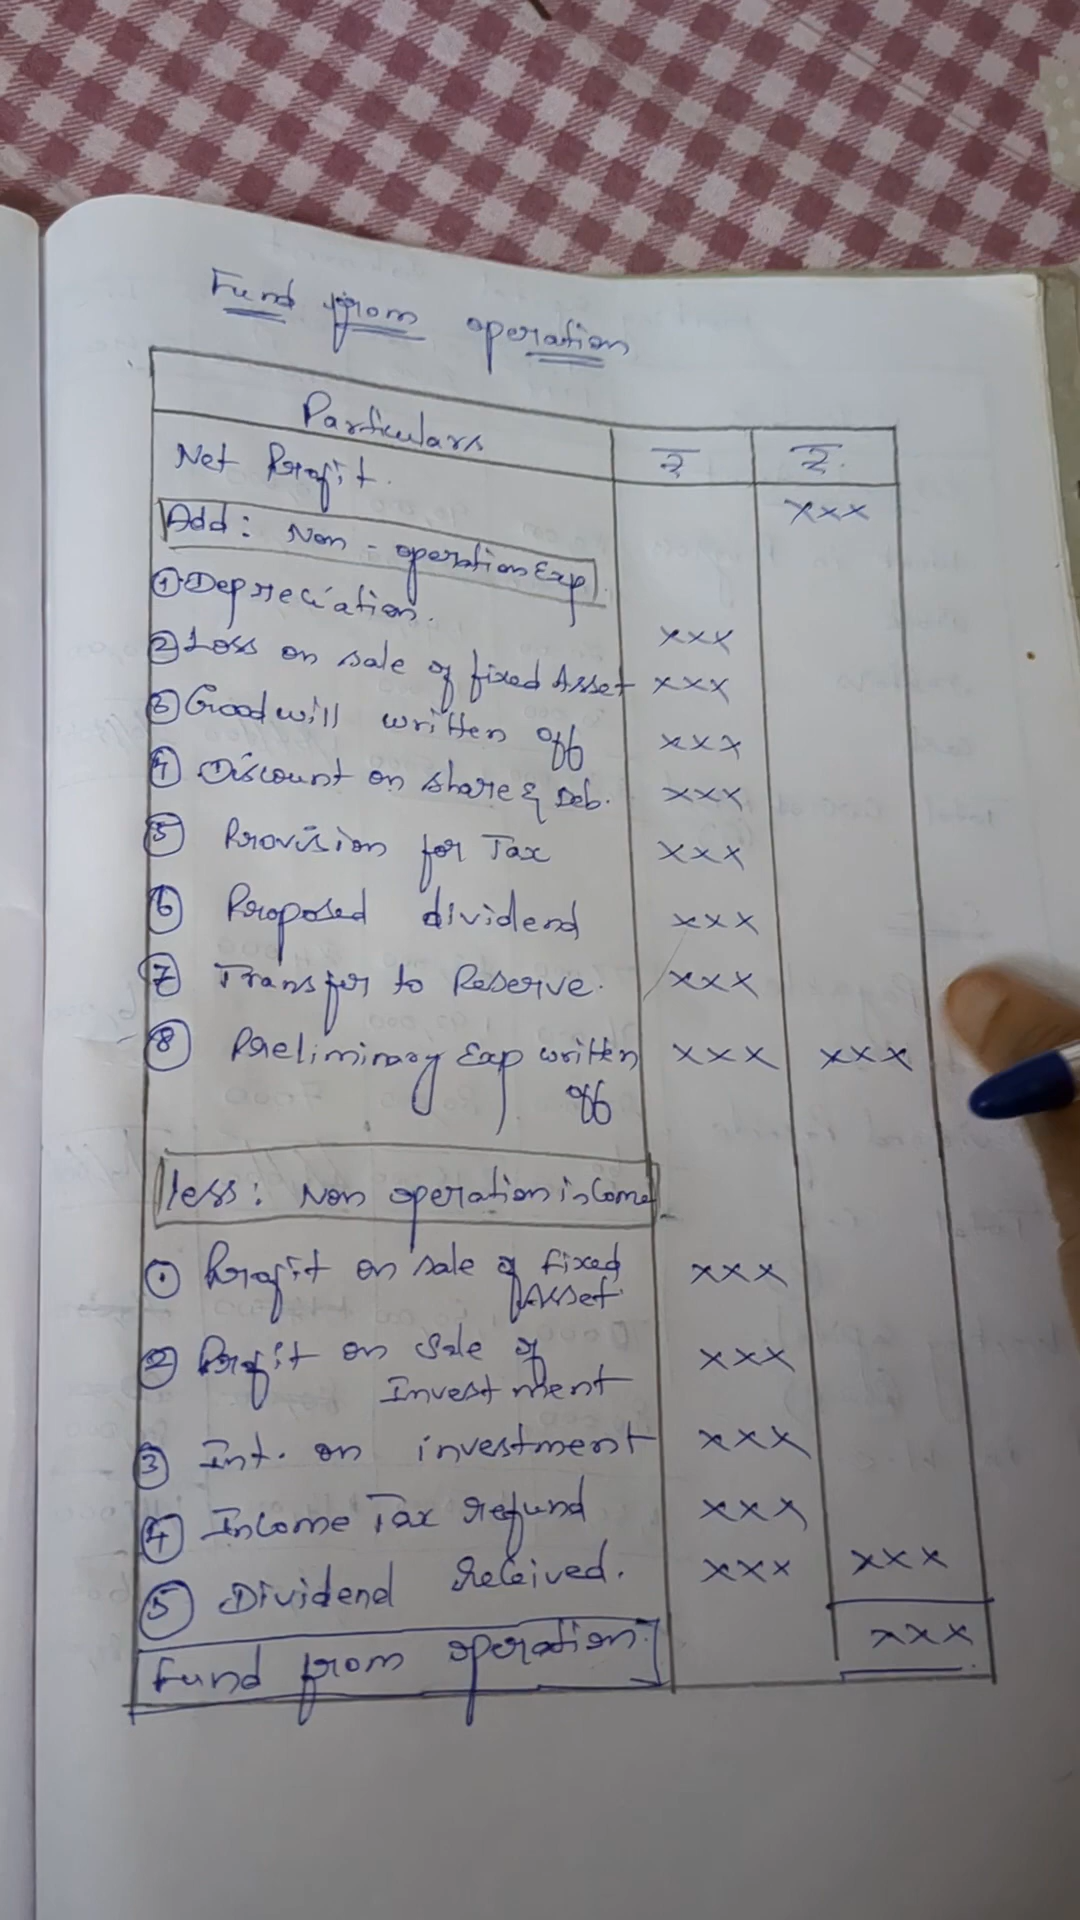 Fund from operation
Particulars ₹ ₹
Net Profit. xxx
Add: Non-operation Exp
① Depreciation. xxx
② Loss on sale of fixed Asset xxx
③ Goodwill written off xxx
④ Discount on share & Deb. xxx
⑤ Provision for Tax xxx
⑥ Proposed dividend xxx
⑦ Transfer to Reserve. xxx
⑧ Preliminary Exp written xxx xxx
off
less: Non operation income
① Profit on sale of fixed xxx
Asset.
② Profit on sale of xxx
Investment
③ Int. on investment xxx
④ Income Tax refund xxx
⑤ Dividend received. xxx xxx
Fund from operation. xxx